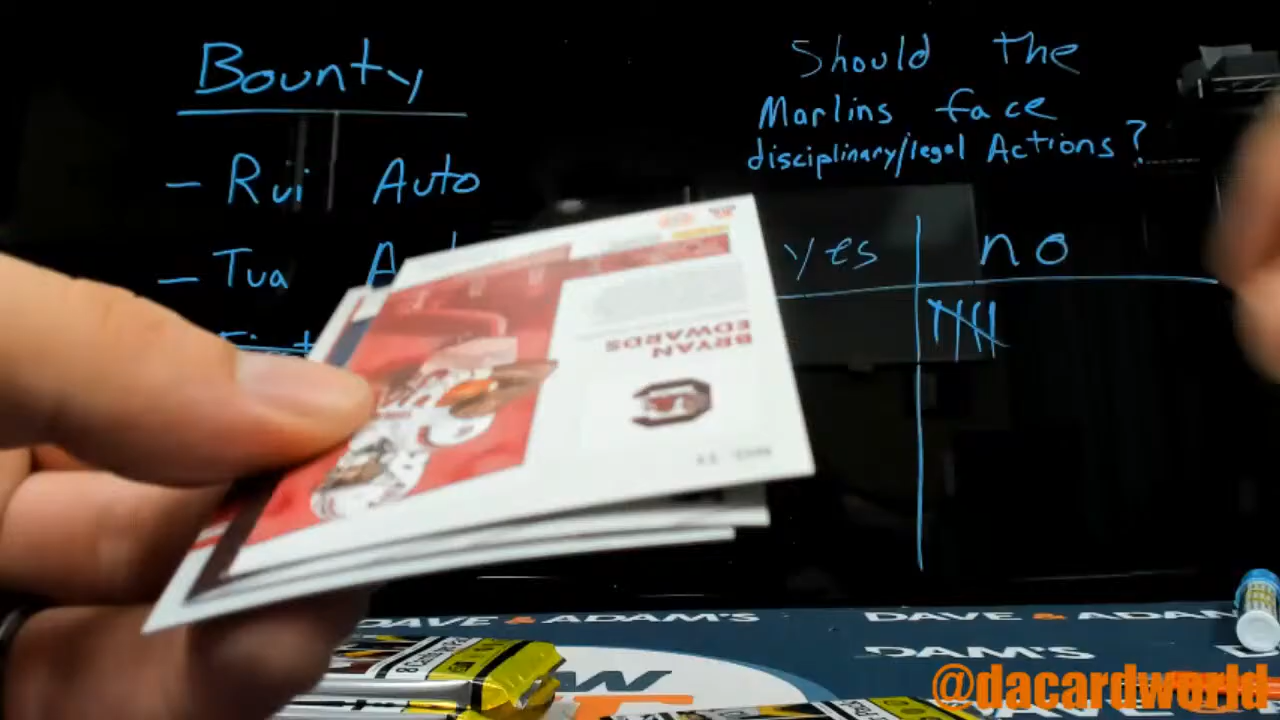 Bounty
- Rui Auto
- Tua
Should the
Marlins face
disciplinary/legal Actions?
yes no
BRYAN
EDWARDS
DAVE & ADAM'S
DAVE & ADAM
DAM'S
@dacardworld